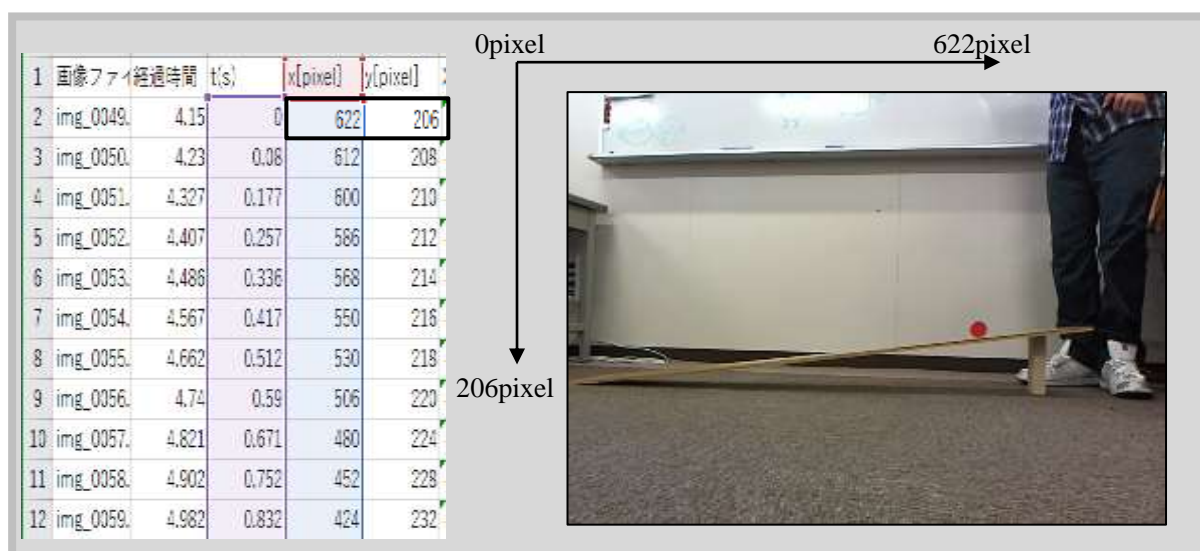 0pixel 622pixel
206pixel
1 画像ファイ 経過時間 t(s) x[pixel] y[pixel]
2 img_0049. 4.15 0 622 206
3 img_0050. 4.23 0.08 612 208
4 img_0051. 4.327 0.177 600 210
5 img_0052. 4.407 0.257 586 212
6 img_0053. 4.486 0.336 568 214
7 img_0054. 4.567 0.417 550 216
8 img_0055. 4.662 0.512 530 218
9 img_0056. 4.74 0.59 506 220
10 img_0057. 4.821 0.671 480 224
11 img_0058. 4.902 0.752 452 228
12 img_0059. 4.982 0.832 424 232